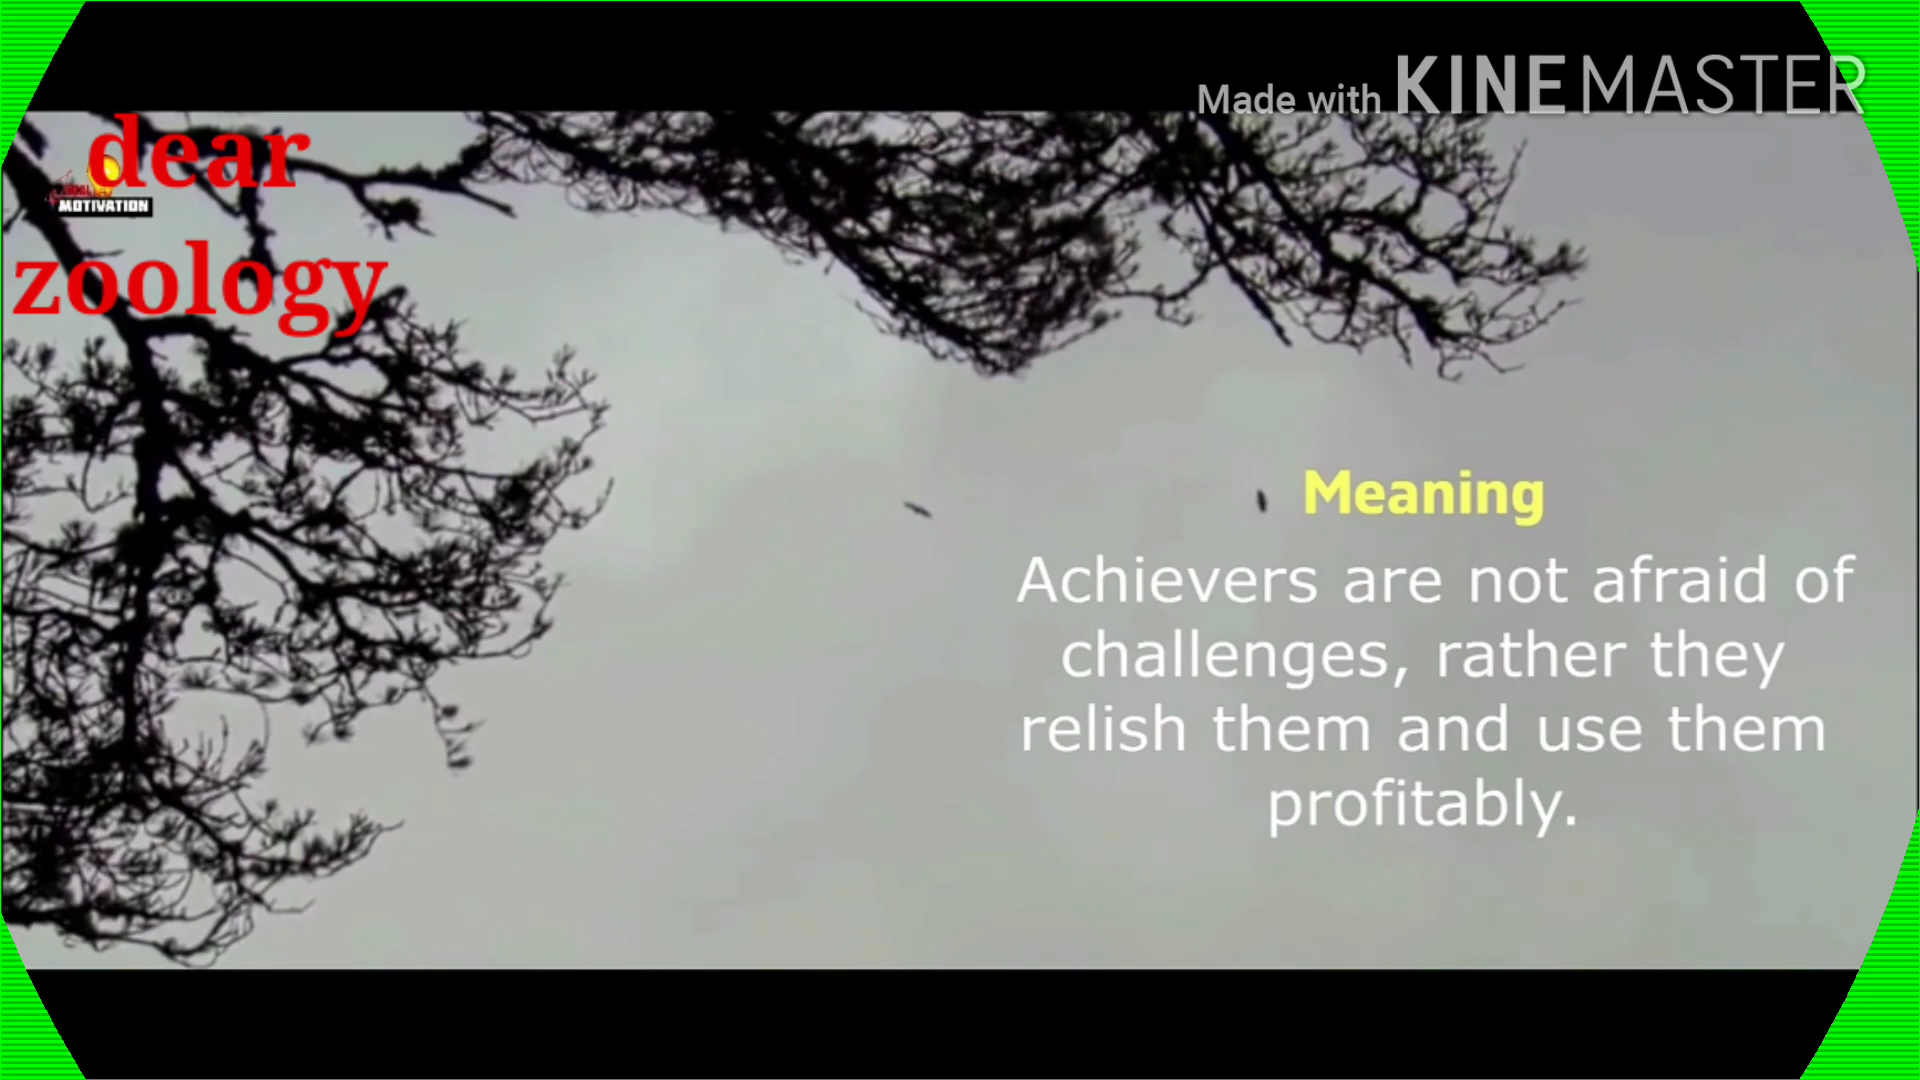 Made with KINEMASTER
dear
MOTIVATION
zoology
Meaning
Achievers are not afraid of
challenges, rather they
relish them and use them
profitably.